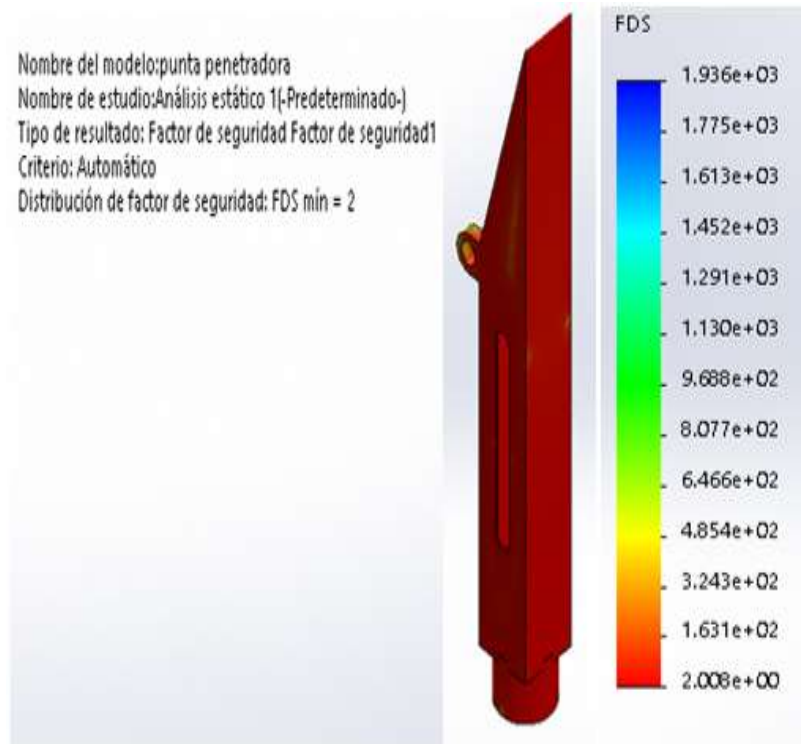 Nombre del modelo:punta penetradora
Nombre de estudio:Análisis estático 1(-Predeterminado-)
Tipo de resultado: Factor de seguridad Factor de seguridad1
Criterio: Automático
Distribución de factor de seguridad: FDS mín = 2
FDS
1.936e+03
1.775e+03
1.613e+03
1.452e+03
1.291e+03
1.130e+03
9.688e+02
8.077e+02
6.466e+02
4.854e+02
3.243e+02
1.631e+02
2.008e+00